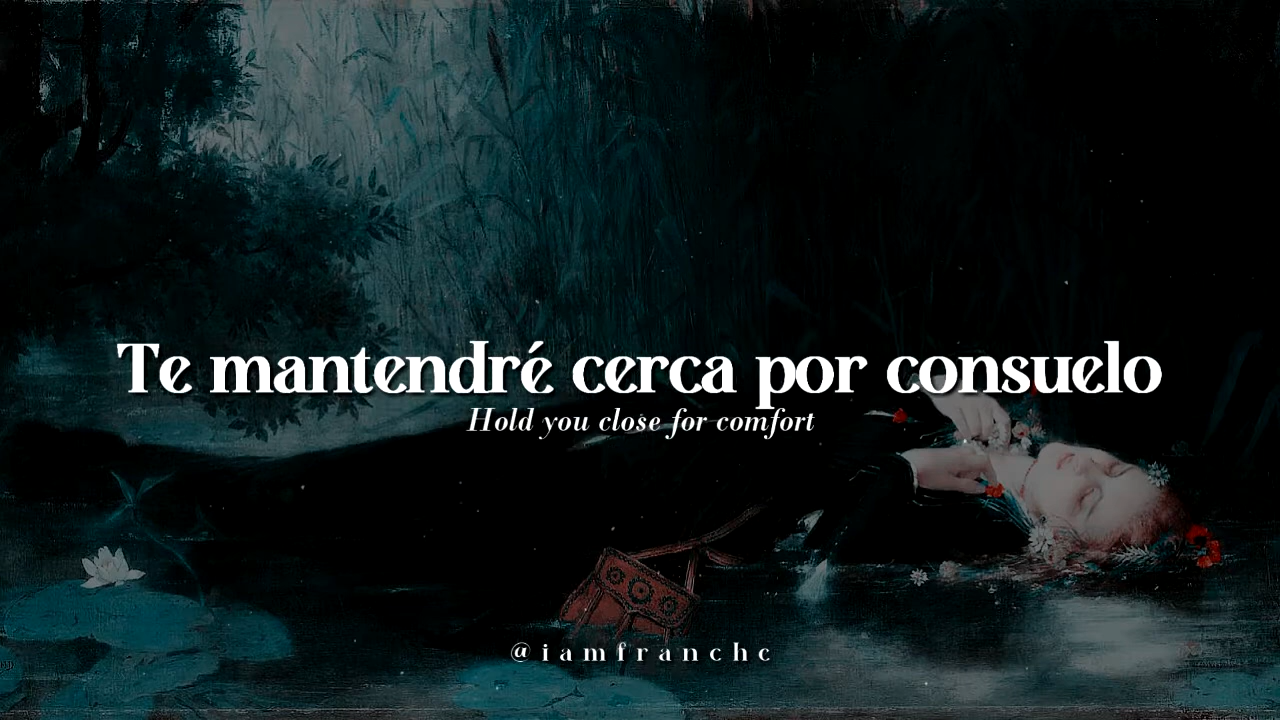 Te mantendré cerca por consuelo
Hold you close for comfort
@iamfranchc